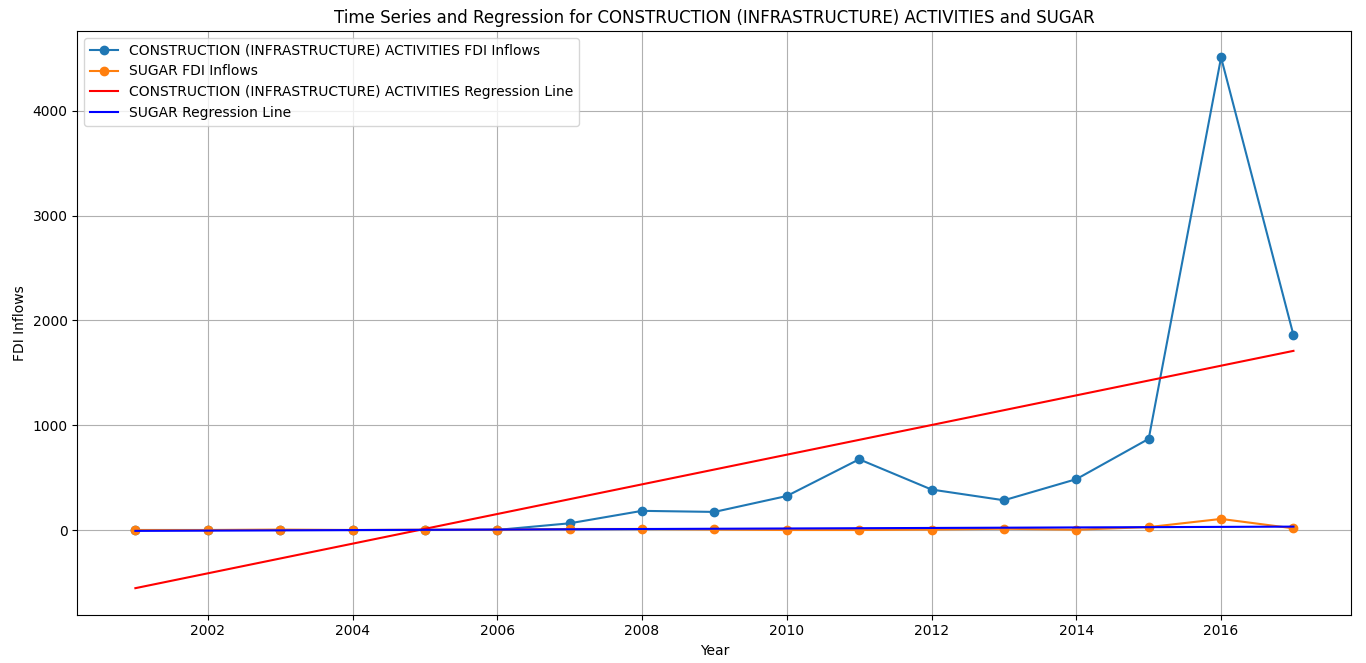 Time Series and Regression for CONSTRUCTION (INFRASTRUCTURE) ACTIVITIES and SUGAR
CONSTRUCTION (INFRASTRUCTURE) ACTIVITIES FDI Inflows
SUGAR FDI Inflows
CONSTRUCTION (INFRASTRUCTURE) ACTIVITIES Regression Line
SUGAR Regression Line
FDI Inflows
4000
3000
2000
1000
0
2002 2004 2006 2008 2010 2012 2014 2016
Year